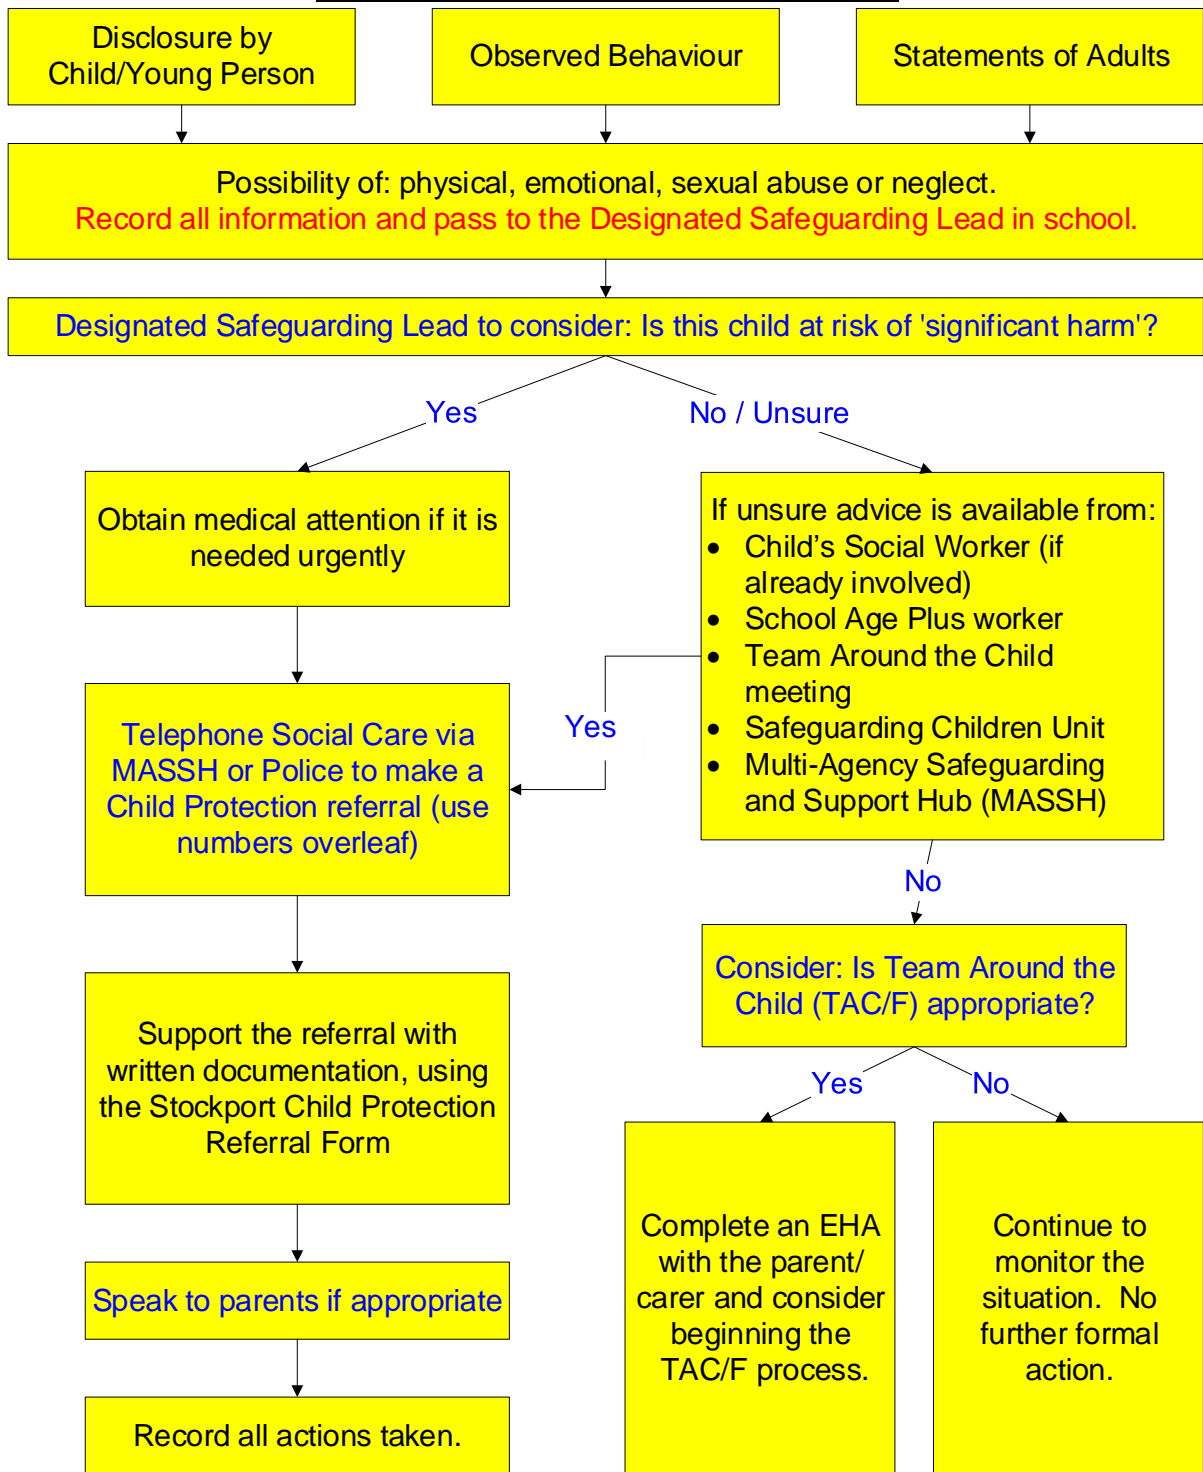 Disclosure by
Child/Young Person
Observed Behaviour
Statements of Adults
Possibility of: physical, emotional, sexual abuse or neglect.
Record all information and pass to the Designated Safeguarding Lead in school.
Designated Safeguarding Lead to consider: Is this child at risk of 'significant harm'?
Yes
No / Unsure
Obtain medical attention if it is
needed urgently
If unsure advice is available from:
• Child’s Social Worker (if
already involved)
• School Age Plus worker
• Team Around the Child
meeting
• Safeguarding Children Unit
• Multi-Agency Safeguarding
and Support Hub (MASSH)
Yes
Telephone Social Care via
MASSH or Police to make a
Child Protection referral (use
numbers overleaf)
No
Consider: Is Team Around the
Child (TAC/F) appropriate?
Support the referral with
written documentation, using
the Stockport Child Protection
Referral Form
Yes
No
Complete an EHA
with the parent/
carer and consider
beginning the
TAC/F process.
Continue to
monitor the
situation. No
further formal
action.
Speak to parents if appropriate
Record all actions taken.